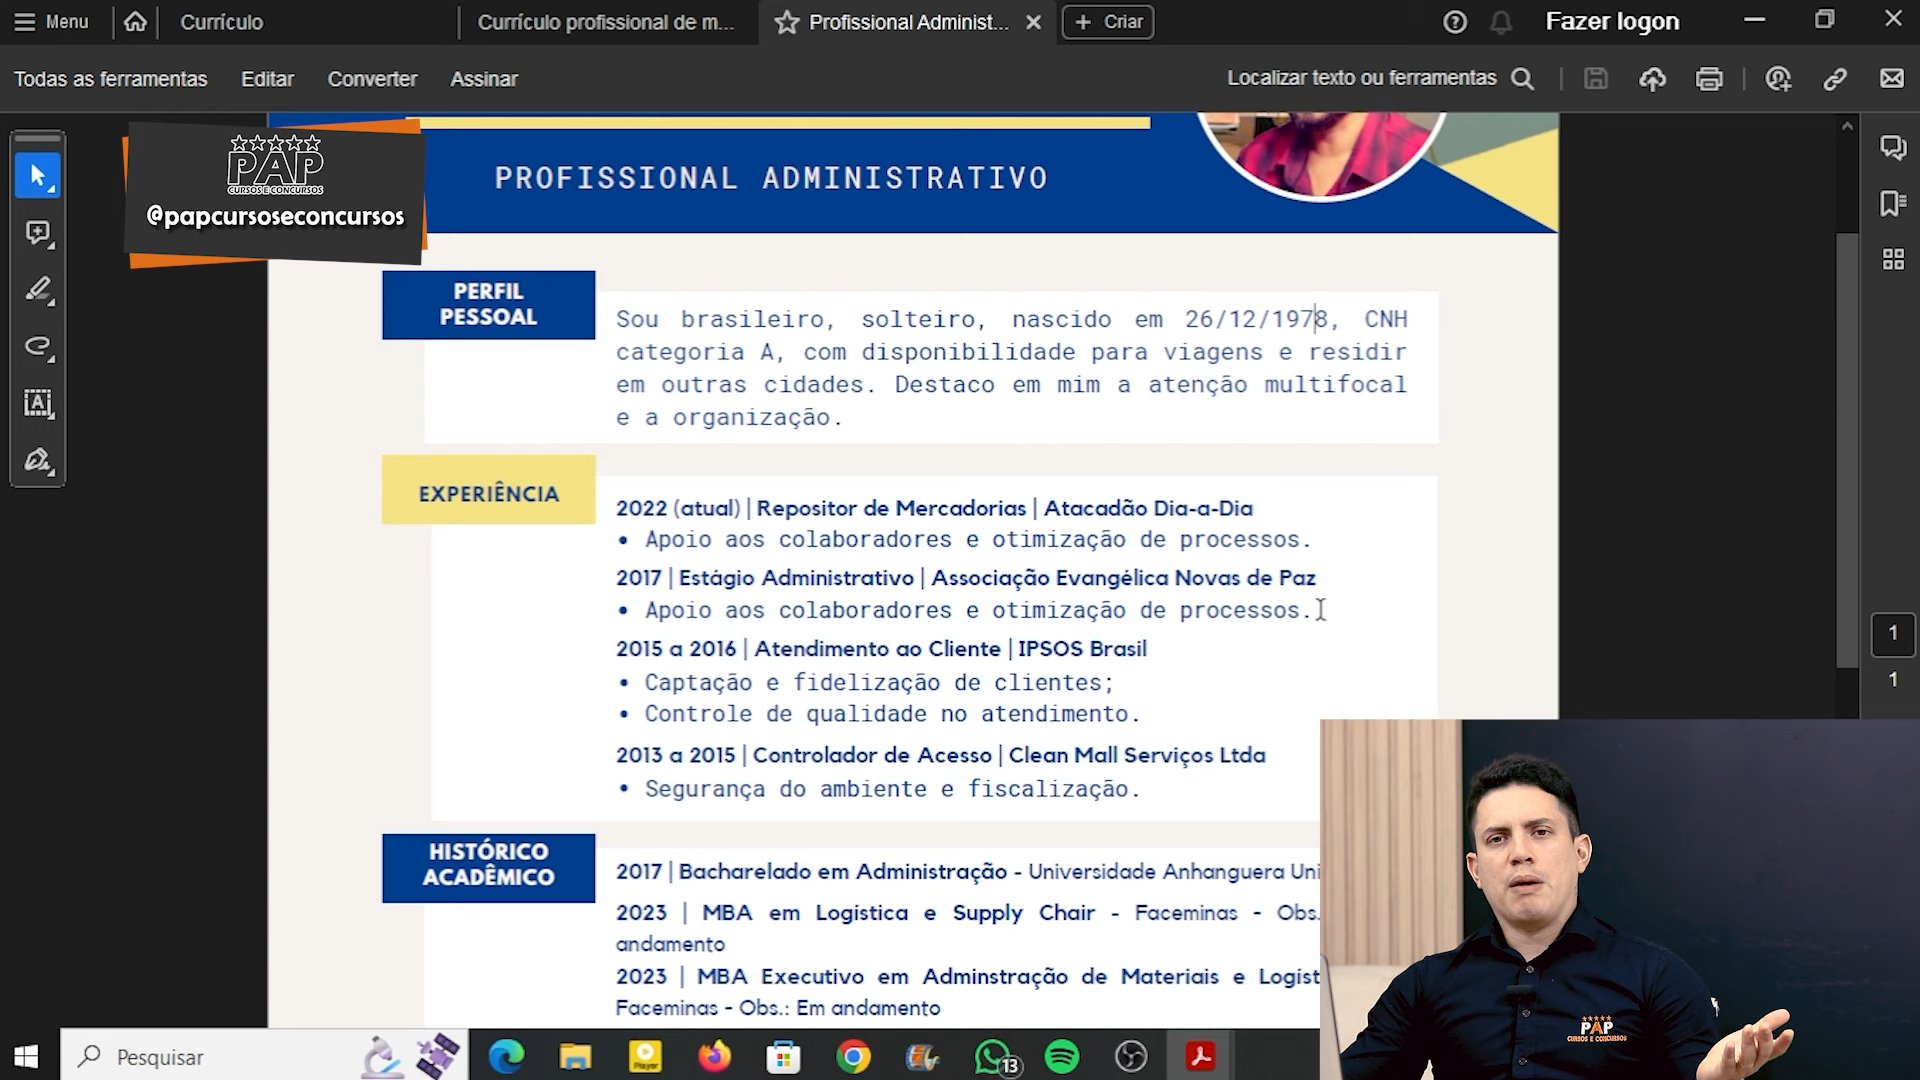 Menu
Currículo
Currículo profissional de m...
Profissional Administ...
Criar
Fazer logon
Todas as ferramentas
Editar
Converter
Assinar
Localizar texto ou ferramentas
PAP
CURSOS E CONCURSOS
@papcursoseconcursos
PROFISSIONAL ADMINISTRATIVO
PERFIL
PESSOAL
Sou brasileiro, solteiro, nascido em 26/12/1978, CNH
categoria A, com disponibilidade para viagens e residir
em outras cidades. Destaco em mim a atenção multifocal
e a organização.
EXPERIÊNCIA
2022 (atual) | Repositor de Mercadorias | Atacadão Dia-a-Dia
• Apoio aos colaboradores e otimização de processos.
2017 | Estágio Administrativo | Associação Evangélica Novas de Paz
• Apoio aos colaboradores e otimização de processos.
2015 a 2016 | Atendimento ao Cliente | IPSOS Brasil
• Captação e fidelização de clientes;
• Controle de qualidade no atendimento.
2013 a 2015 | Controlador de Acesso | Clean Mall Serviços Ltda
• Segurança do ambiente e fiscalização.
HISTÓRICO
ACADÊMICO
2017 | Bacharelado em Administração - Universidade Anhanguera Uni
2023 | MBA em Logística e Supply Chair - Faceminas - Obs.
andamento
2023 | MBA Executivo em Adminstração de Materiais e Logíst
Faceminas - Obs.: Em andamento
1
1
PAP
CURSOS E CONCURSOS
Pesquisar
Player
13